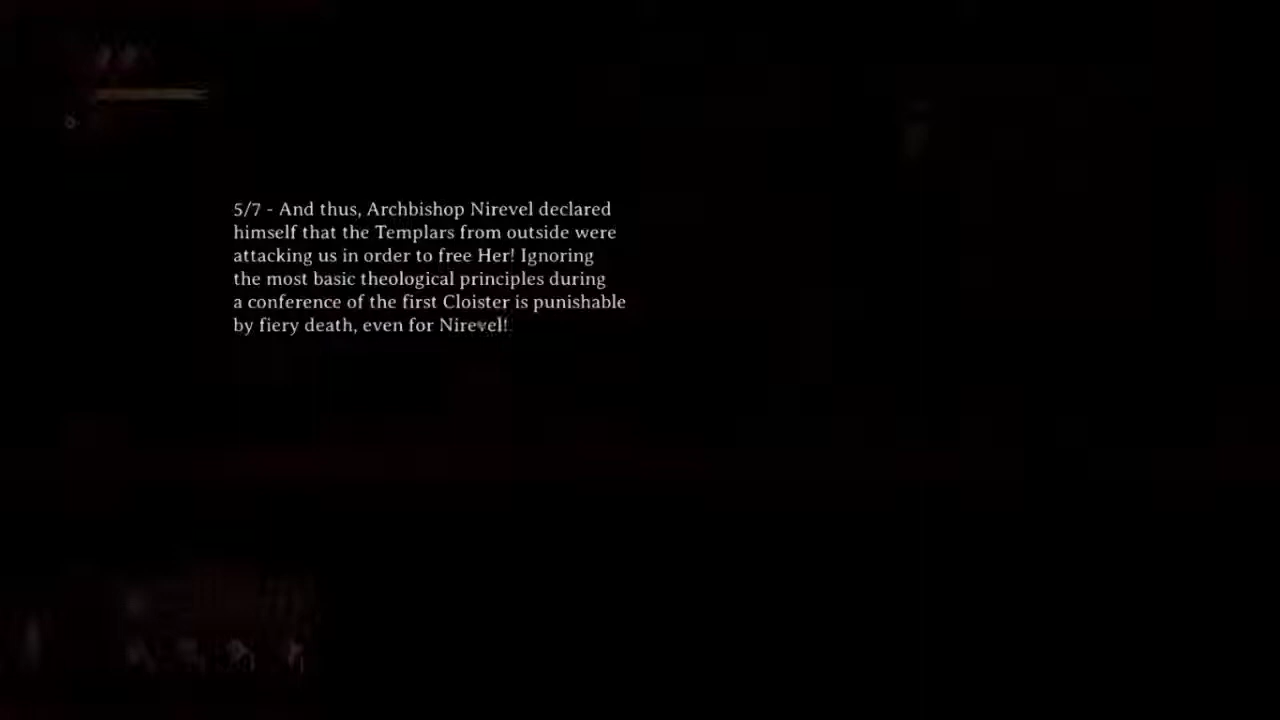 5/7 - And thus, Archbishop Nirevel declared
himself that the Templars from outside were
attacking us in order to free Her! Ignoring
the most basic theological principles during
a conference of the first Cloister is punishable
by fiery death, even for Nirevel!